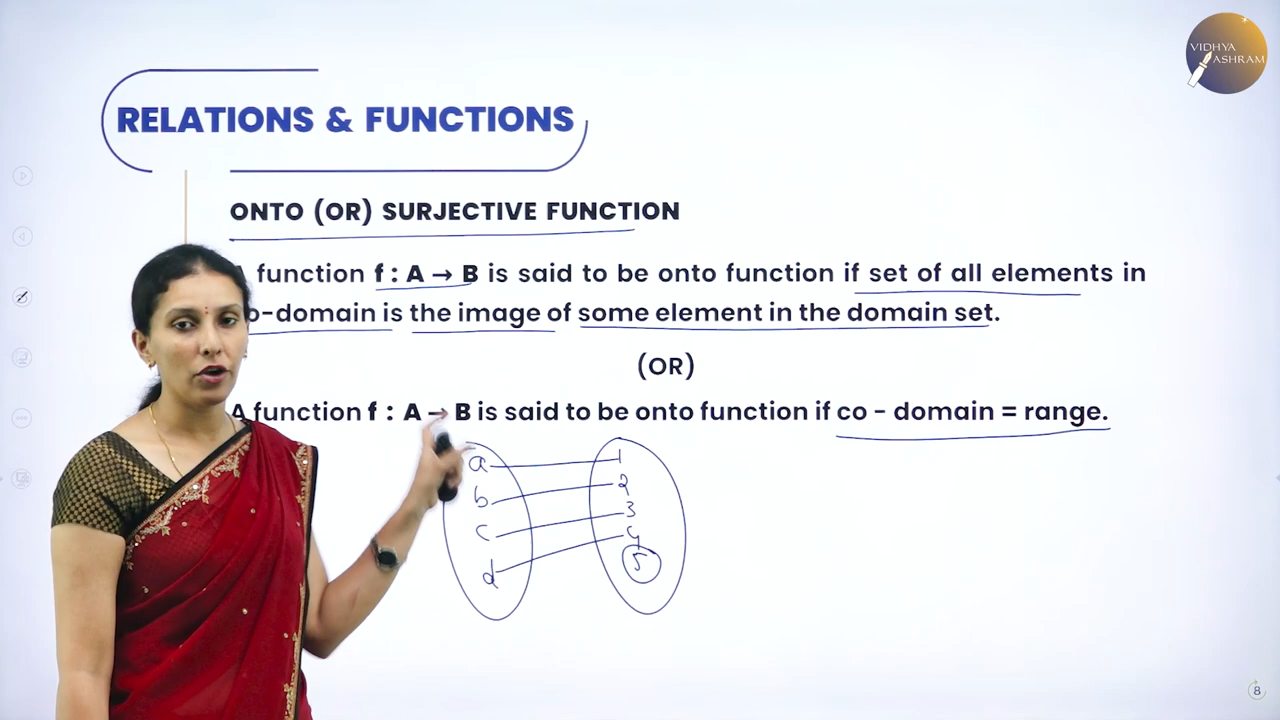 VIDHYA
ASHRAM
RELATIONS & FUNCTIONS
ONTO (OR) SURJECTIVE FUNCTION
function f : A → B is said to be onto function if set of all elements in
o-domain is the image of some element in the domain set.
(OR)
A function f : A → B is said to be onto function if co - domain = range.
a 1
b 2
c 3
d 4
5
8